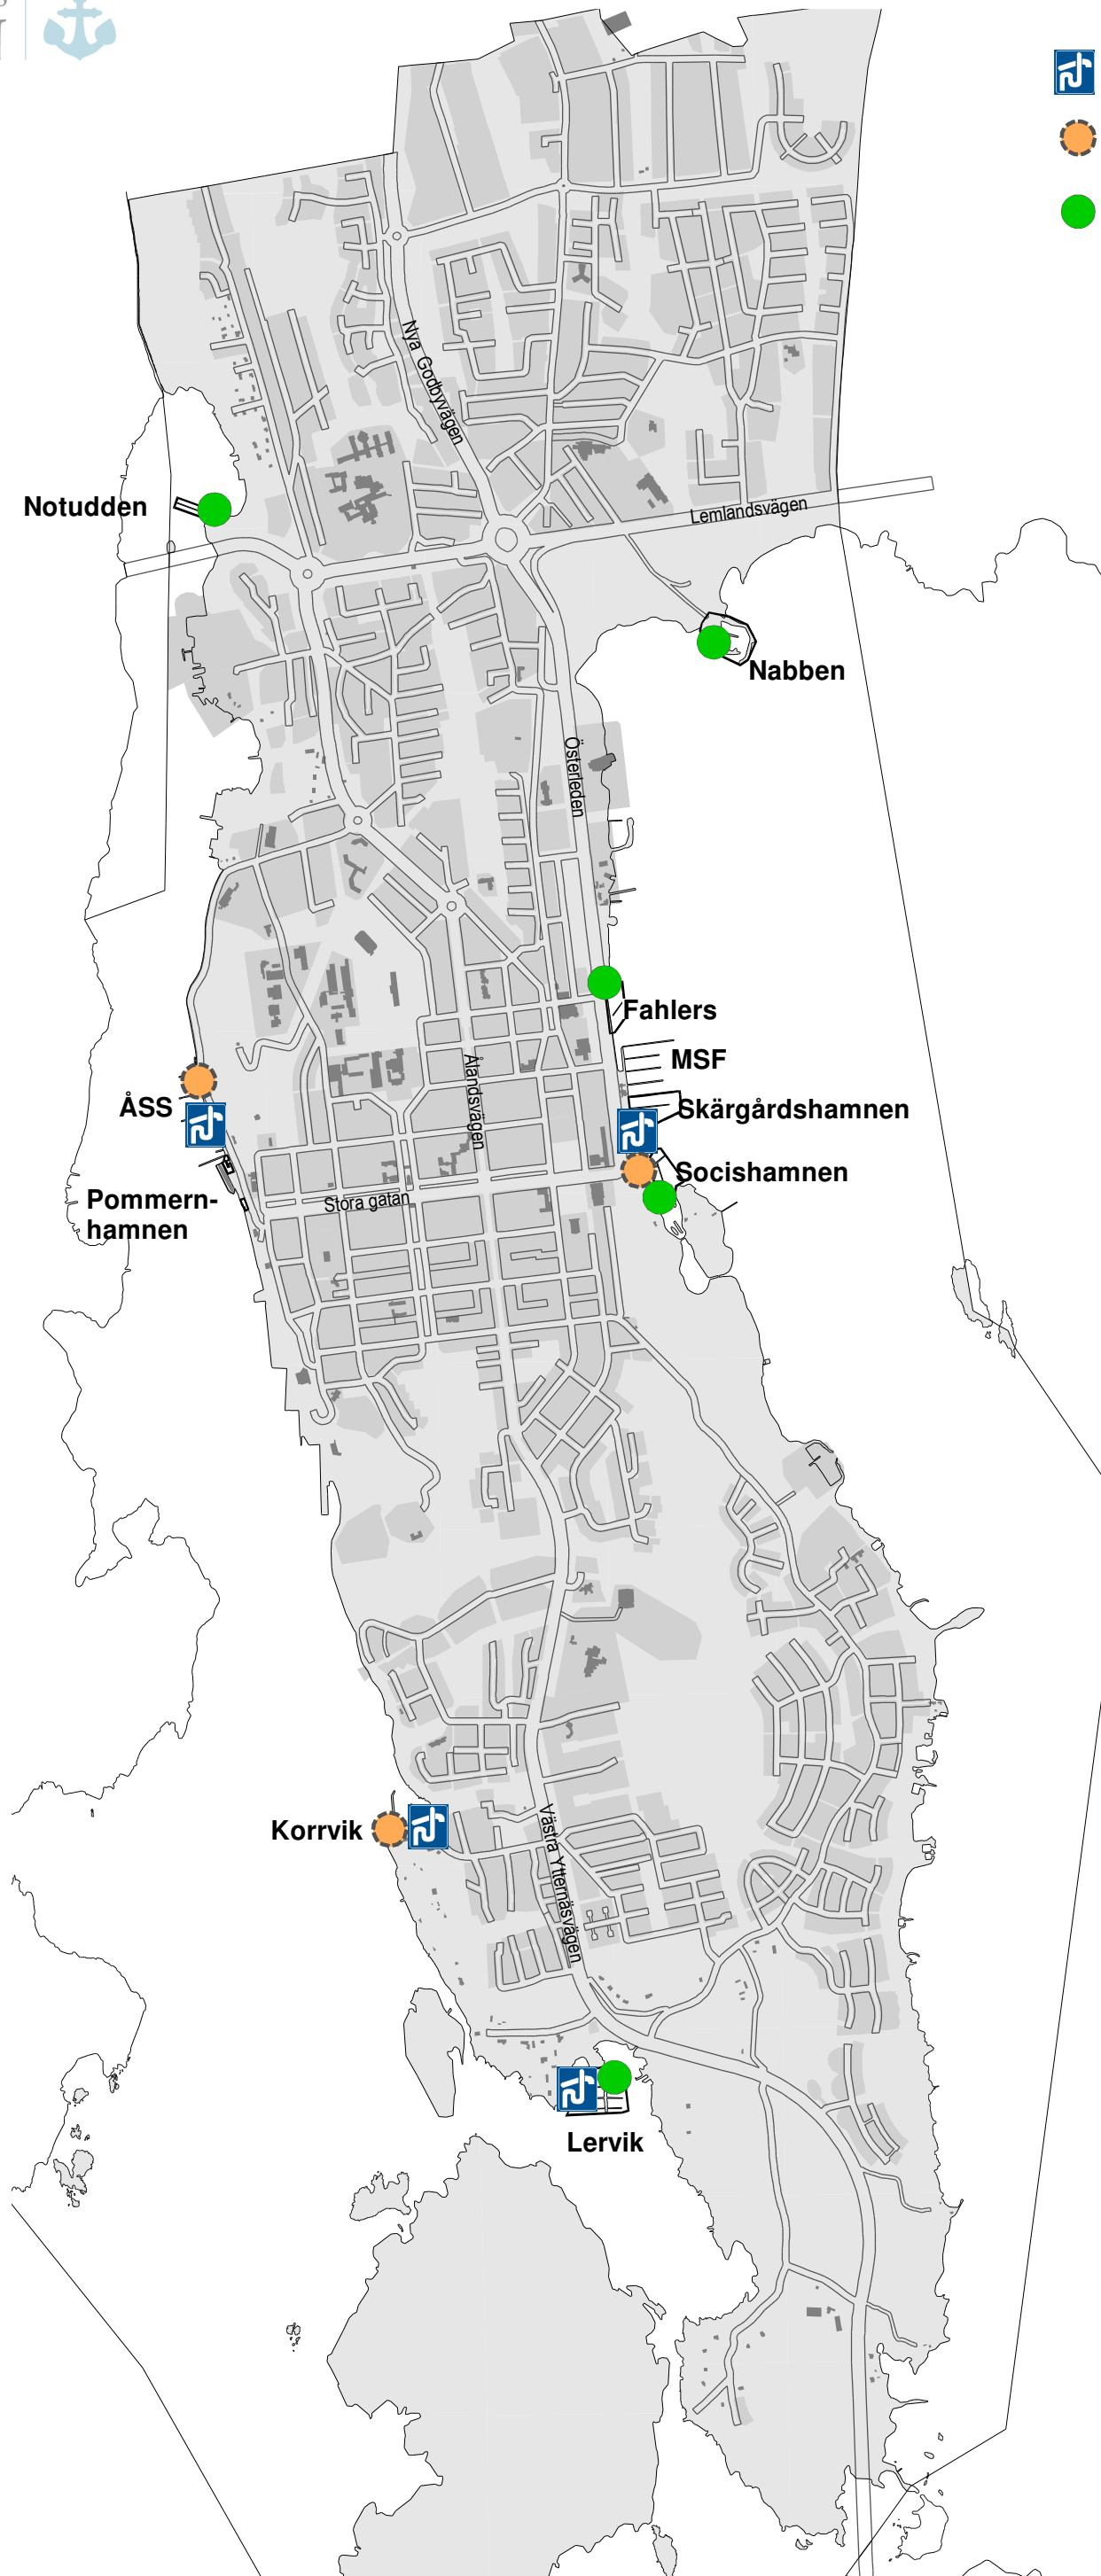 Nya Godbyvägen
Notudden
Lemlandsvägen
Nabben
Österleden
Fahlers
MSF
Ålandsvägen
ÅSS
Skärgårdshamnen
Socishamnen
Pommern-
hamnen
Stora gatan
Korrvik
Västra Ytternäsvägen
Lervik